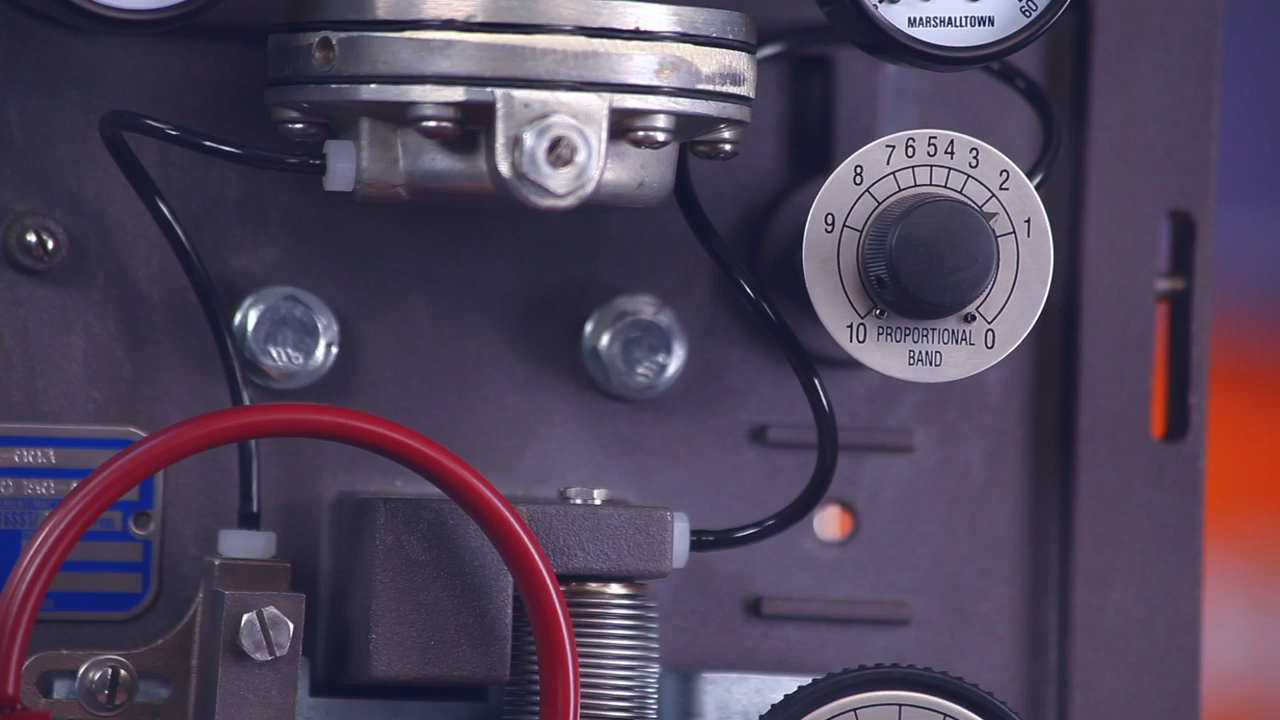 MARSHALLTOWN
60
7 6 5 4 3
8 2
9 1
10 PROPORTIONAL 0
BAND